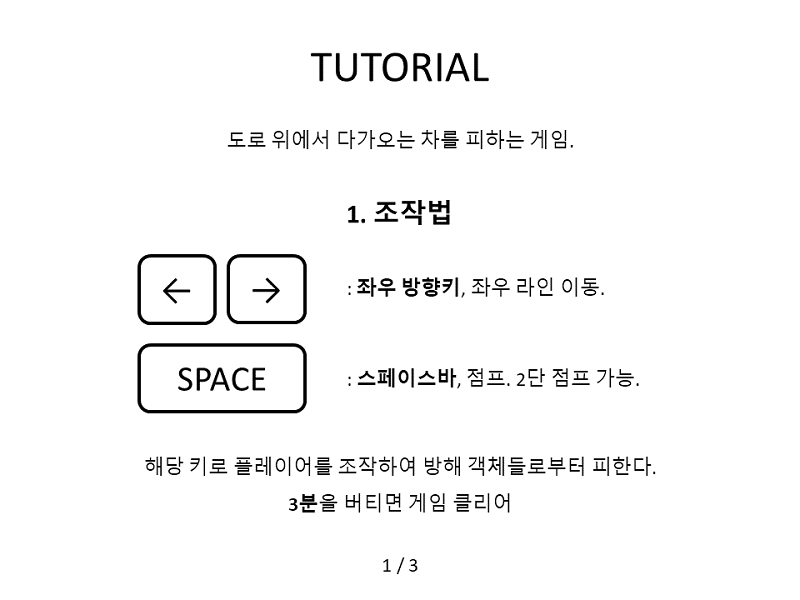 TUTORIAL
도로 위에서 다가오는 차를 피하는 게임.
1. 조작법
← → : 좌우 방향키, 좌우 라인 이동.
SPACE : 스페이스바, 점프. 2단 점프 가능.
해당 키로 플레이어를 조작하여 방해 객체들로부터 피한다.
3분을 버티면 게임 클리어
1 / 3